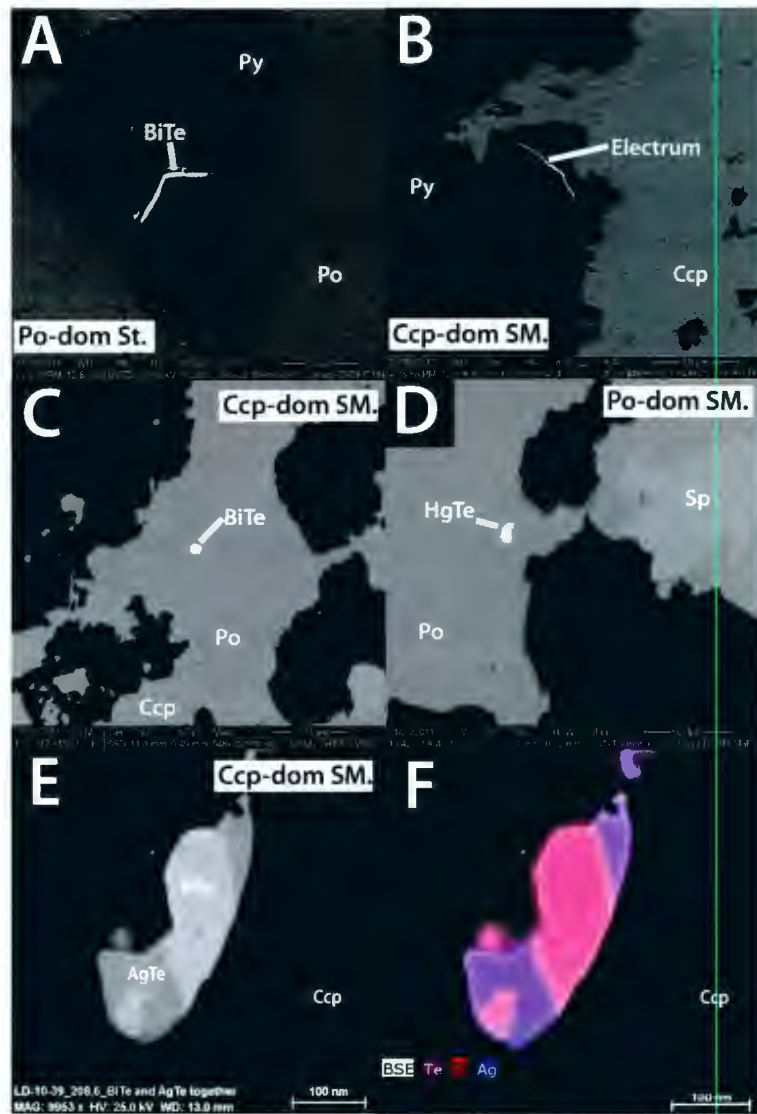 A
Py
BiTe
Po
Po-dom St.
B
Electrum
Py
Ccp
Ccp-dom SM.
C
Ccp-dom SM.
BiTe
Po
Ccp
D
Po-dom SM.
Sp
HgTe
Po
E
Ccp-dom SM.
AgTe
Ccp
LD-10-39_208.6_BiTe and AgTe together
MAG: 9953 x HV: 25.0 kV WD: 13.0 mm
100 nm
F
Ccp
BSE Te Ag
100 nm